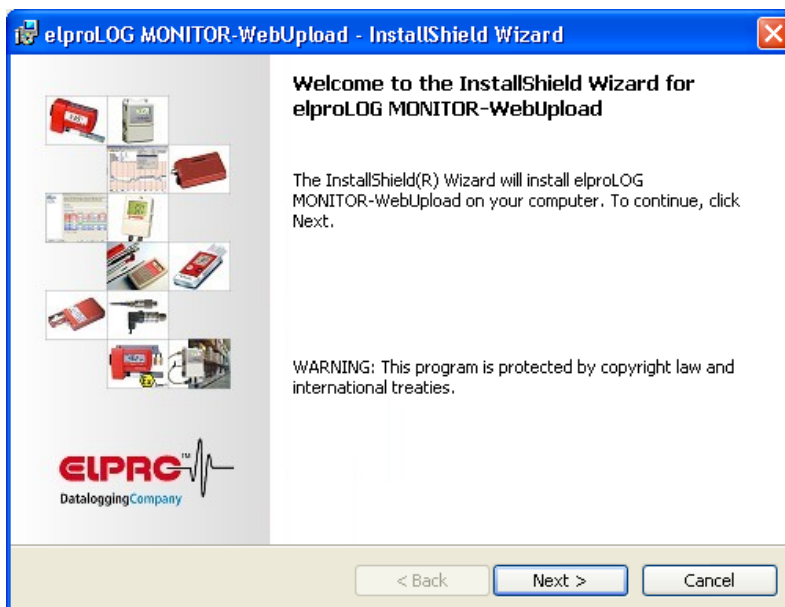 elproLOG MONITOR-WebUpload - InstallShield Wizard
Welcome to the InstallShield Wizard for
elproLOG MONITOR-WebUpload
The InstallShield(R) Wizard will install elproLOG
MONITOR-WebUpload on your computer. To continue, click
Next.
WARNING: This program is protected by copyright law and
international treaties.
ELPRO™
DataloggingCompany
< Back
Next >
Cancel